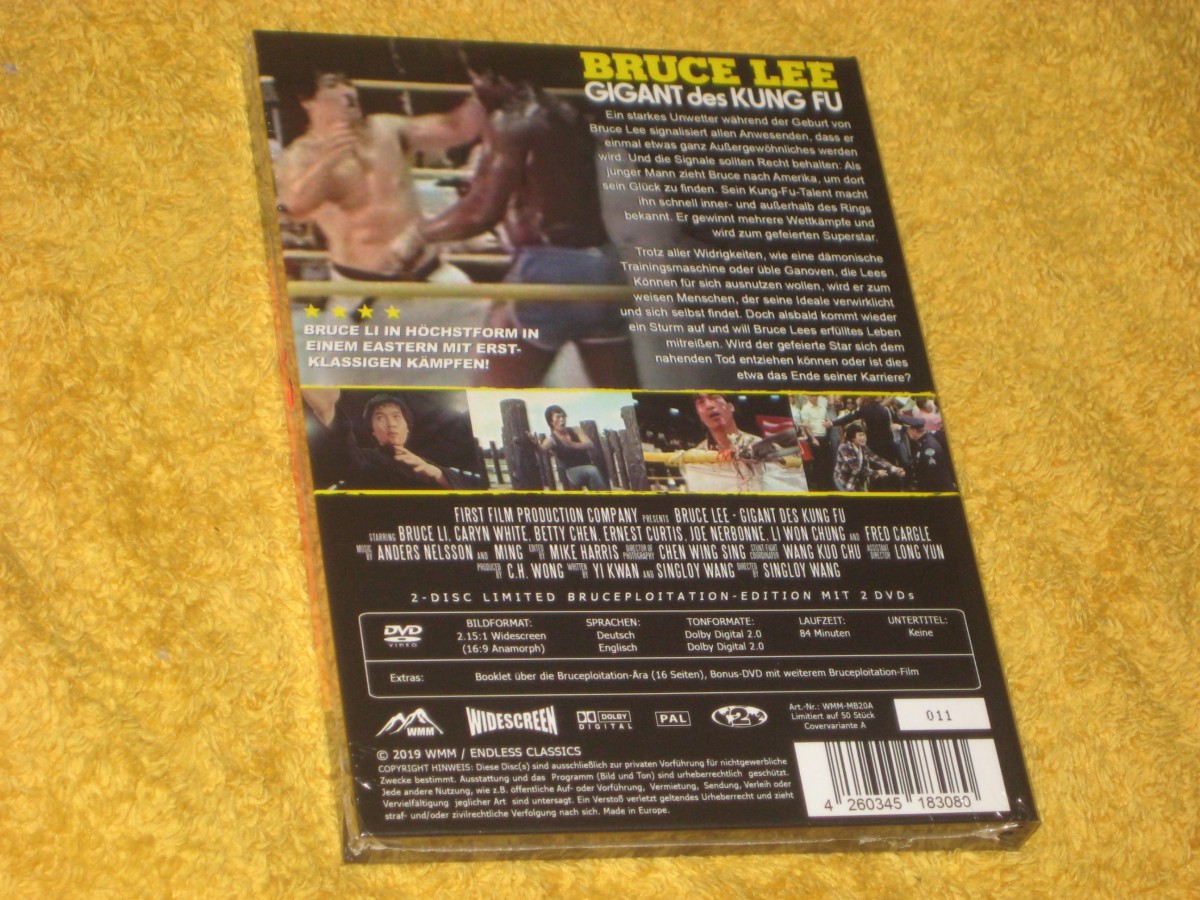 BRUCE LEE
GIGANT des KUNG FU
Ein starkes Unwetter während der Geburt von
Bruce Lee signalisiert allen Anwesenden, dass er
einmal etwas ganz Außergewöhnliches werden
wird. Und die Signale sollten Recht behalten: Als
junger Mann zieht Bruce nach Amerika, um dort
sein Glück zu finden. Sein Kung-Fu-Talent macht
ihn schnell inner- und außerhalb des Rings
bekannt. Er gewinnt mehrere Wettkämpfe und
wird zum gefeierten Superstar.
Trotz aller Widrigkeiten, wie eine dämonische
Trainingsmaschine oder üble Ganoven, die Lees
Können für sich ausnutzen wollen, wird er zum
weisen Menschen, der seine Ideale verwirklicht
und sich selbst findet. Doch alsbald kommt wieder
ein Sturm auf und will Bruce Lees erfülltes Leben
mitreißen. Wird der gefeierte Star sich dem
nahenden Tod entziehen können oder ist dies
etwa das Ende seiner Karriere?
BRUCE LI IN HÖCHSTFORM IN
EINEM EASTERN MIT ERST-
KLASSIGEN KÄMPFEN!
FIRST FILM PRODUCTION COMPANY PRESENTS BRUCE LEE - GIGANT DES KUNG FU
STARRING BRUCE LI, CARYN WHITE, BETTY CHEN, ERNEST CURTIS, JOE NERBONNE, LI WON CHUNG AND FRED CARGLE
MUSIC BY ANDERS NELSSON AND MING EDITED BY MIKE HARRIS DIRECTOR OF PHOTOGRAPHY CHEN WING SING STUNT-FIGHT COORDINATOR WANG KUO CHU ASSISTANT DIRECTOR LONG YUN
PRODUCED BY C.H. WONG WRITTEN BY YI KWAN AND SINGLOY WANG DIRECTED BY SINGLOY WANG
2-DISC LIMITED BRUCEPLOITATION-EDITION MIT 2 DVDs
DVD VIDEO
BILDFORMAT: SPRACHEN: TONFORMATE: LAUFZEIT: UNTERTITEL:
2.15:1 Widescreen Deutsch Dolby Digital 2.0 84 Minuten Keine
(16:9 Anamorph) Englisch Dolby Digital 2.0
Extras: Booklet über die Bruceploitation-Ära (16 Seiten), Bonus-DVD mit weiterem Bruceploitation-Film
WMM WIDESCREEN DOLBY DIGITAL PAL 2
Art.-Nr.: WMM-MB20A
Limitiert auf 50 Stück
Covervariante A
011
© 2019 WMM / ENDLESS CLASSICS
COPYRIGHT HINWEIS: Diese Disc(s) sind ausschließlich zur privaten Vorführung für nichtgewerbliche
Zwecke bestimmt. Ausstattung und das Programm (Bild und Ton) sind urheberrechtlich geschützt.
Jede andere Nutzung, wie z.B. öffentliche Auf- oder Vorführung, Vermietung, Sendung, Verleih oder
Vervielfältigung jeglicher Art sind untersagt. Ein Verstoß verletzt geltendes Urheberrecht und zieht
straf- und/oder zivilrechtliche Verfolgung nach sich. Made in Europe.
4 260345 183080